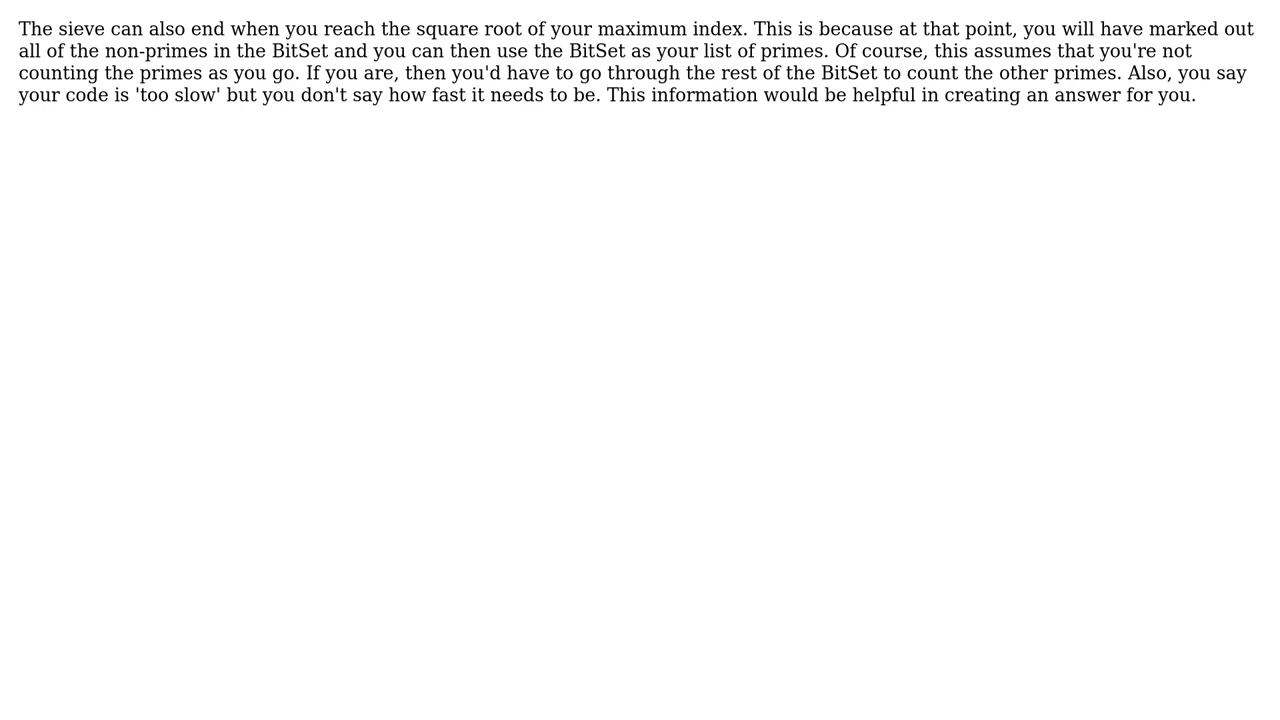 The sieve can also end when you reach the square root of your maximum index. This is because at that point, you will have marked out
all of the non-primes in the BitSet and you can then use the BitSet as your list of primes. Of course, this assumes that you're not
counting the primes as you go. If you are, then you'd have to go through the rest of the BitSet to count the other primes. Also, you say
your code is 'too slow' but you don't say how fast it needs to be. This information would be helpful in creating an answer for you.